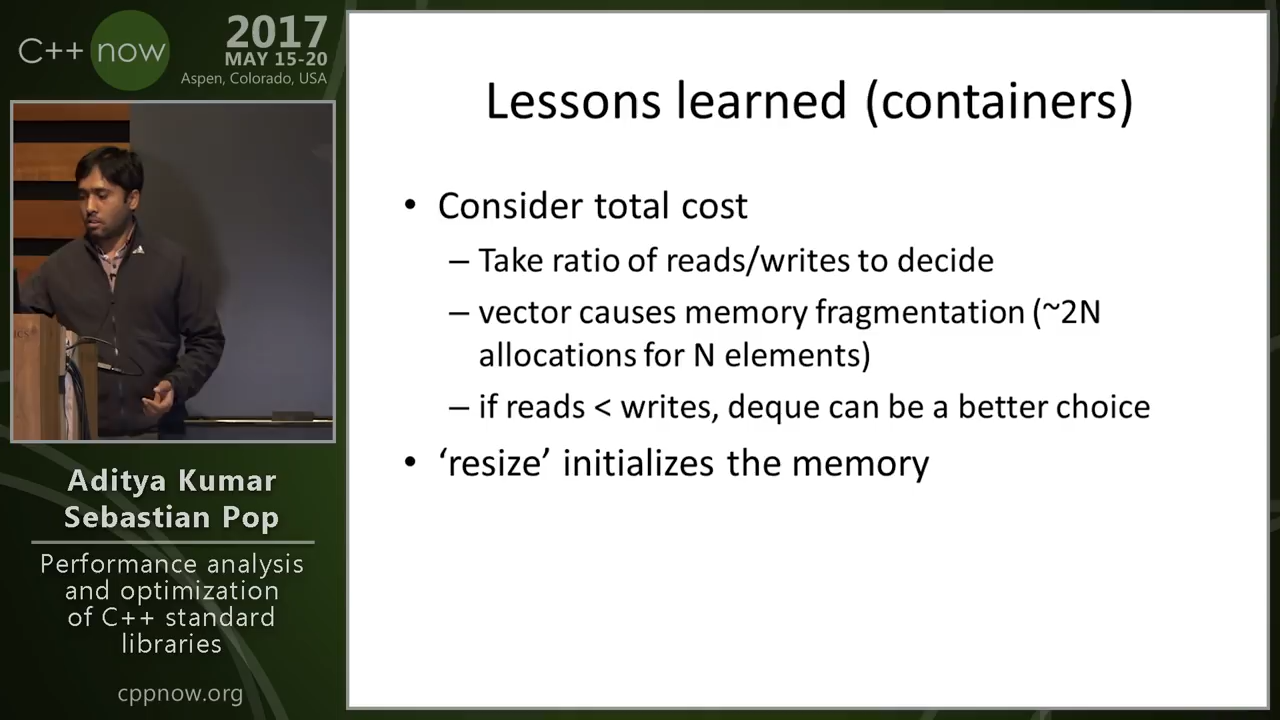 C++ now
2017
MAY 15-20
Aspen, Colorado, USA
Aditya Kumar
Sebastian Pop
Performance analysis
and optimization
of C++ standard
libraries
cppnow.org
Lessons learned (containers)
• Consider total cost
– Take ratio of reads/writes to decide
– vector causes memory fragmentation (~2N
allocations for N elements)
– if reads < writes, deque can be a better choice
• ‘resize’ initializes the memory